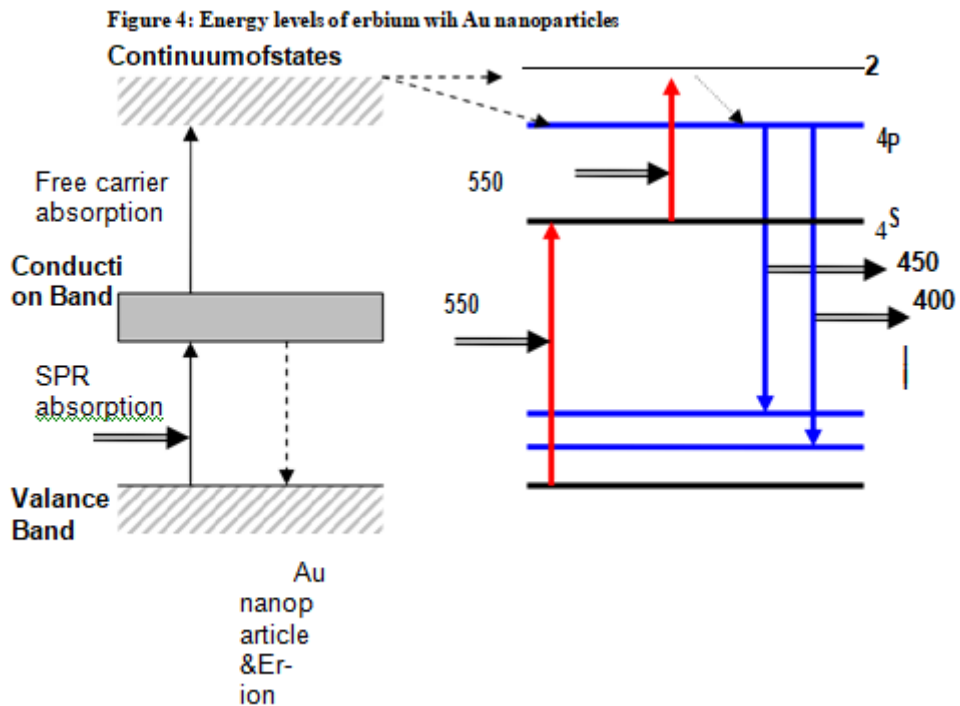 Figure 4: Energy levels of erbium wih Au nanoparticles
Continuumofstates
2
4P
Free carrier
absorption
550
4S
Conducti
on Band
450
400
550
SPR
absorption
Valance
Band
Au
nanop
article
&Er-
ion